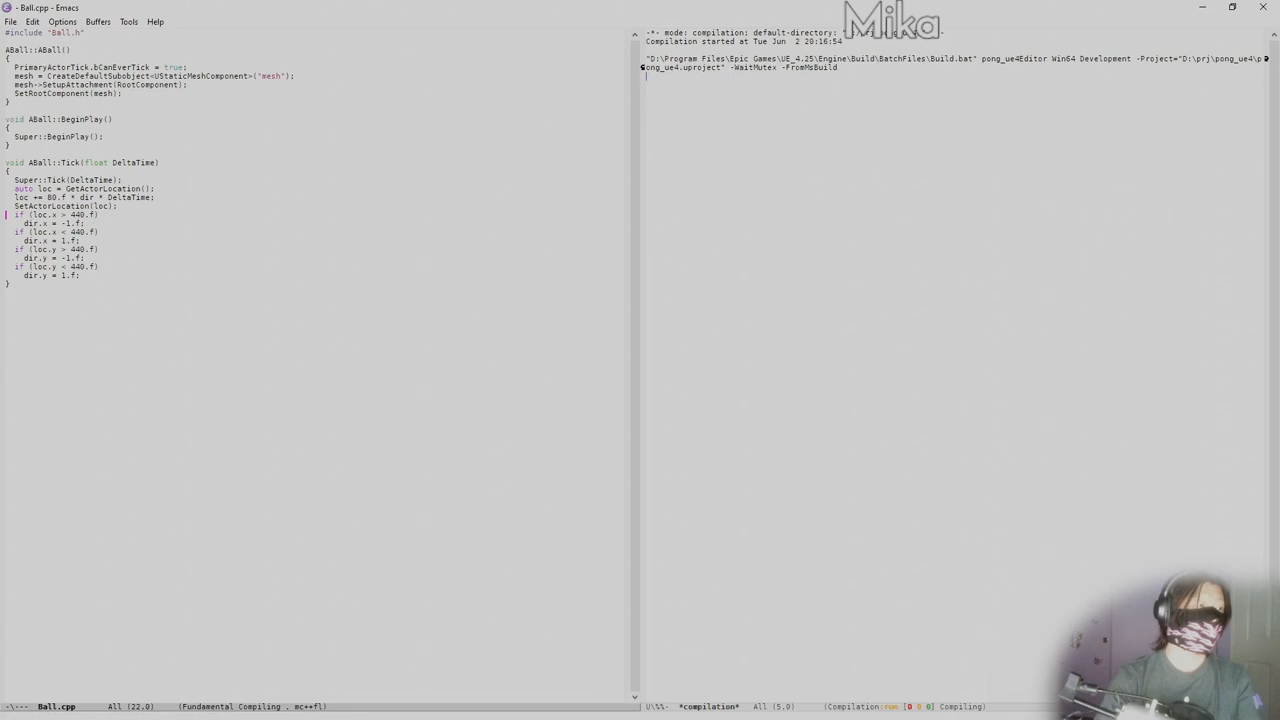 - Ball.cpp - Emacs
File Edit Options Buffers Tools Help
#include "Ball.h"
ABall::ABall()
{
PrimaryActorTick.bCanEverTick = true;
mesh = CreateDefaultSubobject<UStaticMeshComponent>("mesh");
mesh->SetupAttachment(RootComponent);
SetRootComponent(mesh);
}
void ABall::BeginPlay()
{
Super::BeginPlay();
}
void ABall::Tick(float DeltaTime)
{
Super::Tick(DeltaTime);
auto loc = GetActorLocation();
loc += 80.f * dir * DeltaTime;
SetActorLocation(loc);
if (loc.x > 440.f)
dir.x = -1.f;
if (loc.x < 440.f)
dir.x = 1.f;
if (loc.y > 440.f)
dir.y = -1.f;
if (loc.y < 440.f)
dir.y = 1.f;
}
-\--- Ball.cpp All (22,0) (Fundamental Compiling . mc++fl)
Mika
-*- mode: compilation; default-directory:
Compilation started at Tue Jun 2 20:16:54
"D:\Program Files\Epic Games\UE_4.25\Engine\Build\BatchFiles\Build.bat" pong_ue4Editor Win64 Development -Project="D:\prj\pong_ue4\p
ong_ue4.uproject" -WaitMutex -FromMsBuild
U\%%- *compilation* All (5,0) (Compilation:run [0 0 0] Compiling)